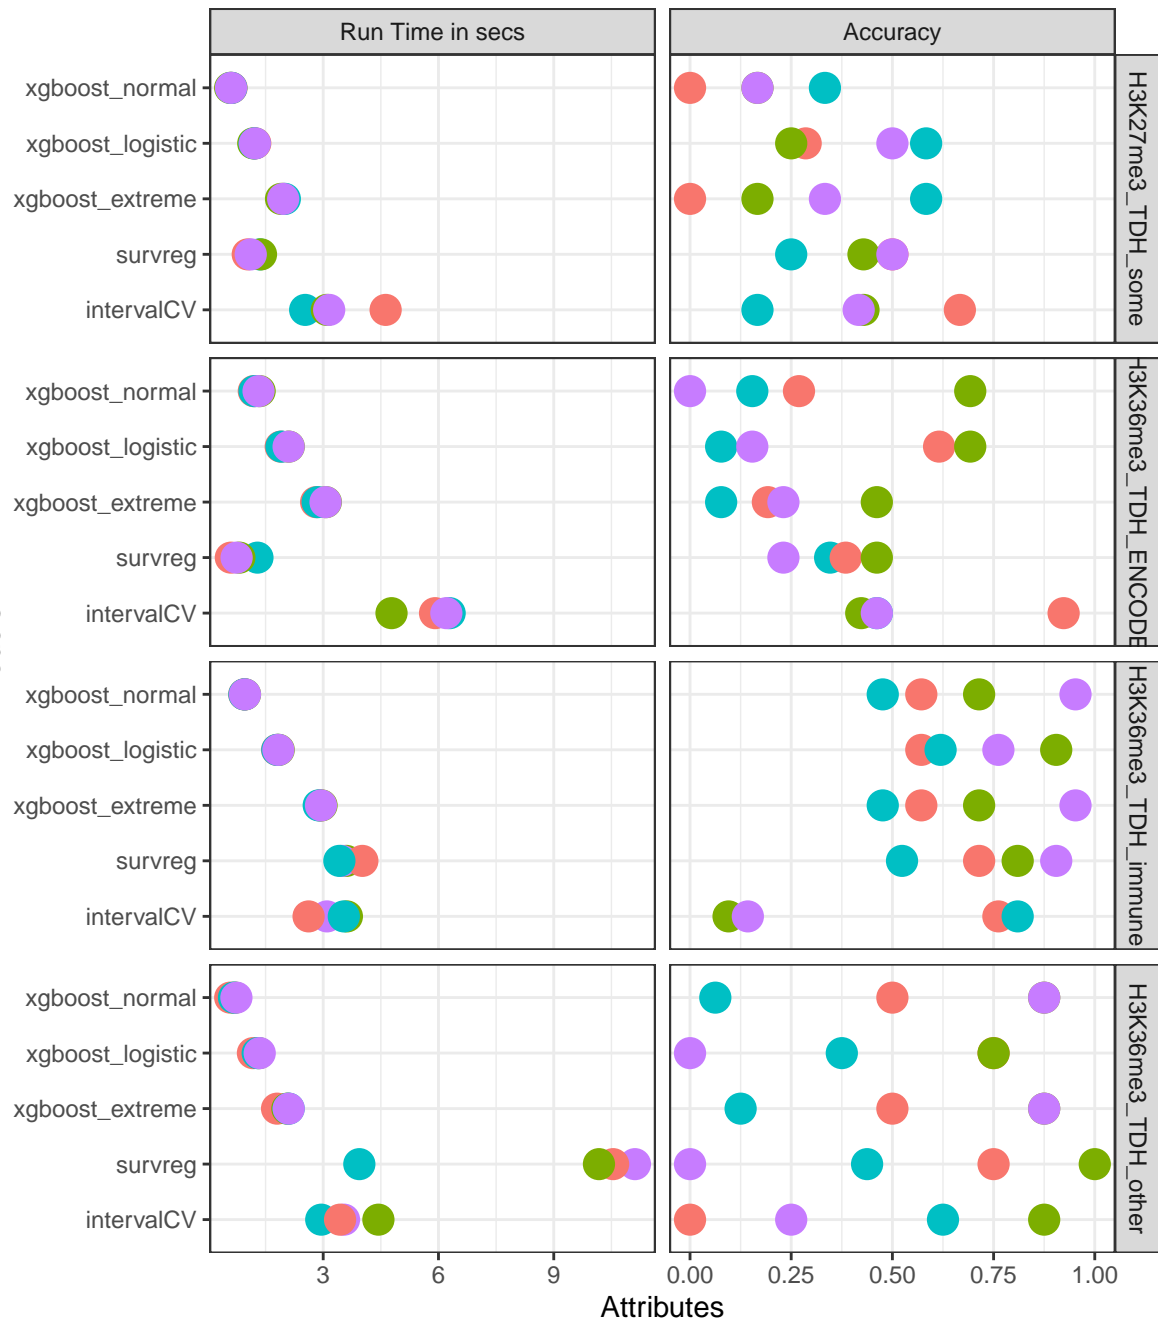 Run Time in secs
Accuracy
xgboost_normal
xgboost_logistic
xgboost_extreme
survreg
intervalCV
H3K27me3_TDH_some
xgboost_normal
xgboost_logistic
xgboost_extreme
survreg
intervalCV
H3K36me3_TDH_ENCODE
xgboost_normal
xgboost_logistic
xgboost_extreme
survreg
intervalCV
H3K36me3_TDH_immune
xgboost_normal
xgboost_logistic
xgboost_extreme
survreg
intervalCV
H3K36me3_TDH_other
3 6 9
0.00 0.25 0.50 0.75 1.00
Attributes